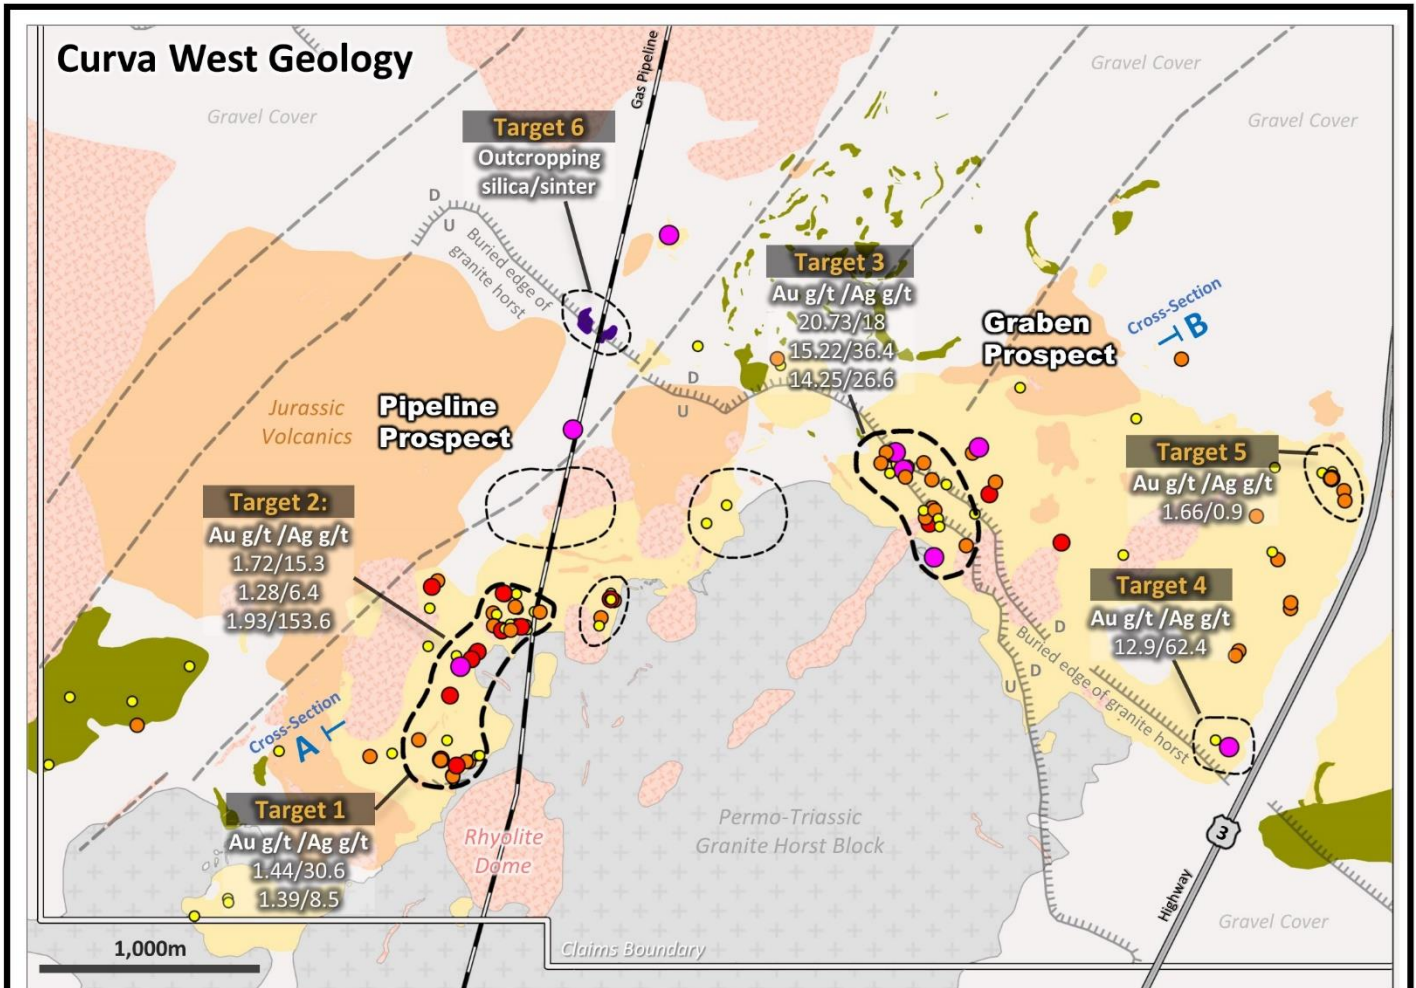 Curva West Geology
Gravel Cover
Gas Pipeline
Gravel Cover
Gravel Cover
Target 6
Outcropping
silica/sinter
D
U
Buried edge of
granite horst
Target 3
Au g/t /Ag g/t
20.73/18
15.22/36.4
14.25/26.6
Graben
Prospect
Cross-Section
B
D
U
Jurassic
Volcanics
Pipeline
Prospect
Target 5
Au g/t /Ag g/t
1.66/0.9
Target 2:
Au g/t /Ag g/t
1.72/15.3
1.28/6.4
1.93/153.6
Target 4
Au g/t /Ag g/t
12.9/62.4
D
D
U
Buried edge of granite horst
Cross-Section
A
Target 1
Au g/t /Ag g/t
1.44/30.6
1.39/8.5
Rhyolite
Dome
Permo-Triassic
Granite Horst Block
3
Highway
Gravel Cover
Claims Boundary
1,000m